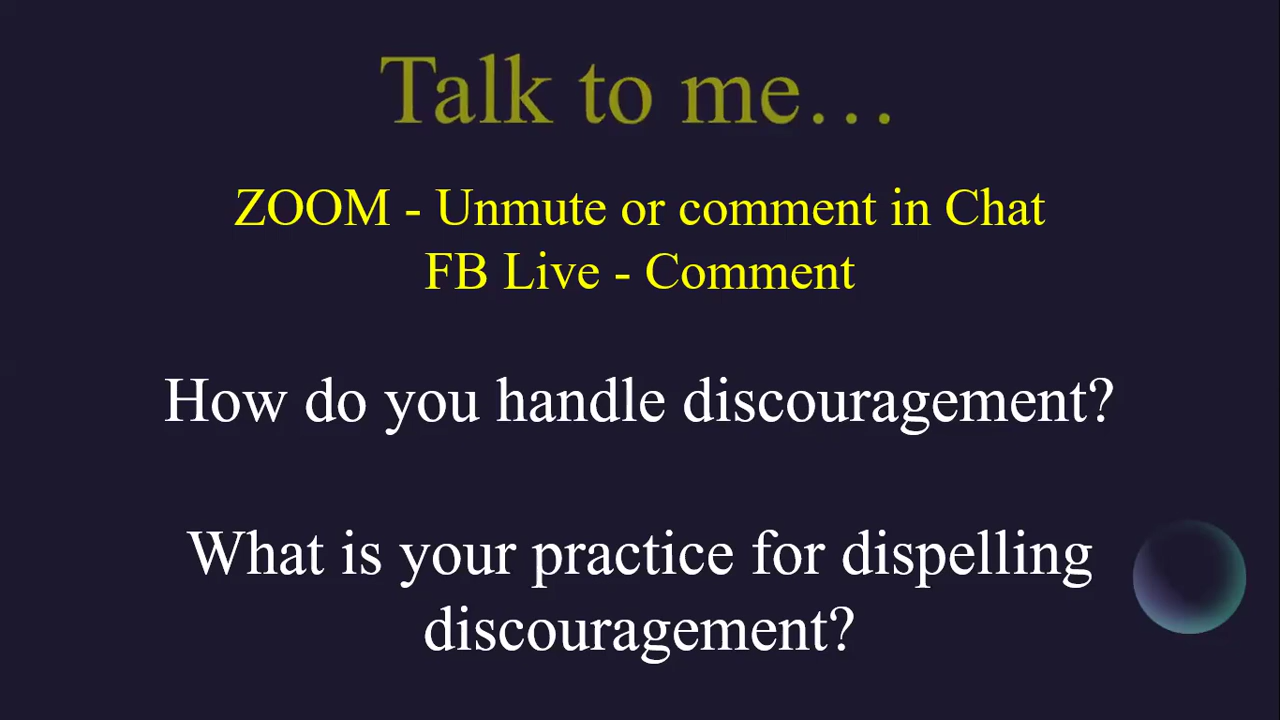 Talk to me…
ZOOM - Unmute or comment in Chat
FB Live - Comment
How do you handle discouragement?
What is your practice for dispelling
discouragement?